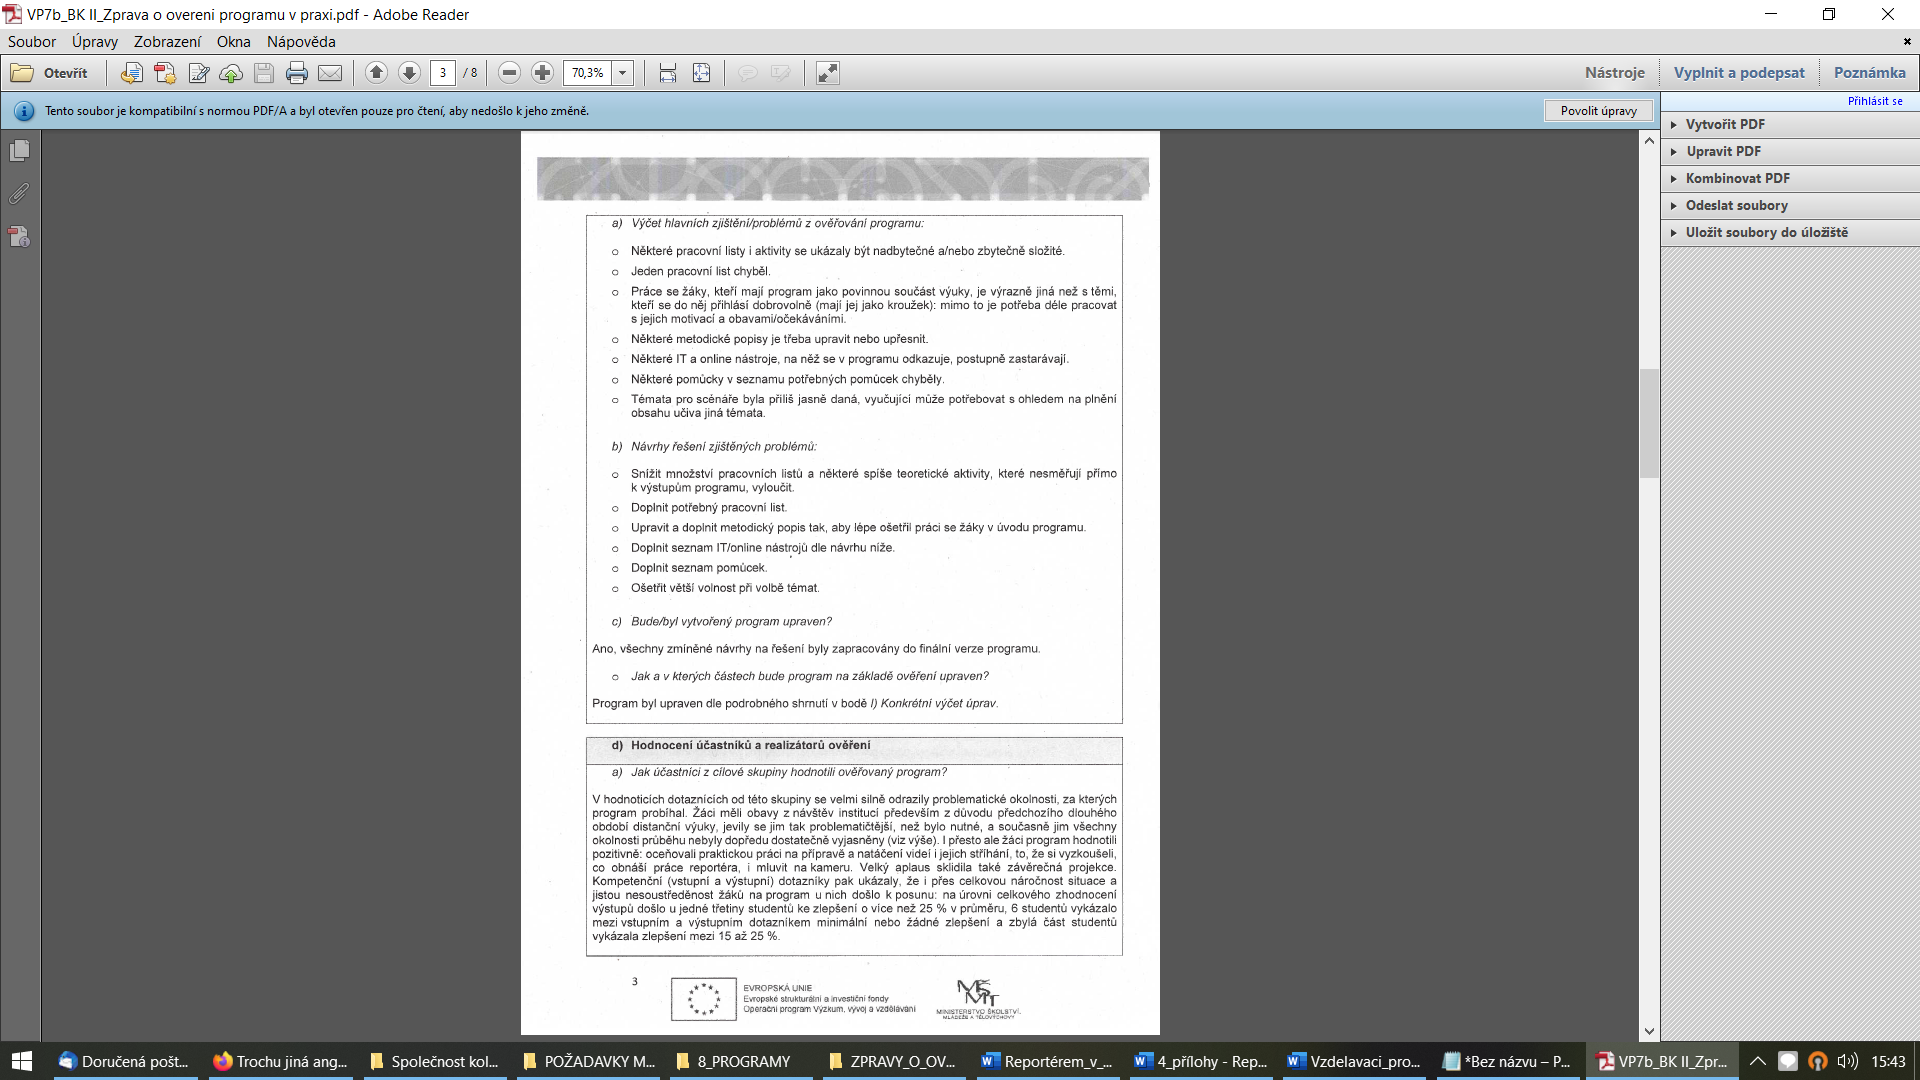 VP7b_BK II_Zprava o overeni programu v praxi.pdf - Adobe Reader
Soubor Úpravy Zobrazení Okna Nápověda
Otevřít 3 / 8 70,3% Nástroje Vyplnit a podepsat Poznámka
Tento soubor je kompatibilní s normou PDF/A a byl otevřen pouze pro čtení, aby nedošlo k jeho změně. Povolit úpravy
Přihlásit se
Vytvořit PDF
Upravit PDF
Kombinovat PDF
Odeslat soubory
Uložit soubory do úložiště
a) Výčet hlavních zjištění/problémů z ověřování programu:
o Některé pracovní listy i aktivity se ukázaly být nadbytečné a/nebo zbytečně složité.
o Jeden pracovní list chyběl.
o Práce se žáky, kteří mají program jako povinnou součást výuky, je výrazně jiná než s těmi,
kteří se do něj přihlásí dobrovolně (mají jej jako kroužek): mimo to je potřeba déle pracovat
s jejich motivací a obavami/očekáváními.
o Některé metodické popisy je třeba upravit nebo upřesnit.
o Některé IT a online nástroje, na něž se v programu odkazuje, postupně zastarávají.
o Některé pomůcky v seznamu potřebných pomůcek chyběly.
o Témata pro scénáře byla příliš jasně daná, vyučující může potřebovat s ohledem na plnění
obsahu učiva jiná témata.
b) Návrhy řešení zjištěných problémů:
o Snížit množství pracovních listů a některé spíše teoretické aktivity, které nesměřují přímo
k výstupům programu, vyloučit.
o Doplnit potřebný pracovní list.
o Upravit a doplnit metodický popis tak, aby lépe ošetřil práci se žáky v úvodu programu.
o Doplnit seznam IT/online nástrojů dle návrhu níže.
o Doplnit seznam pomůcek.
o Ošetřit větší volnost při volbě témat.
c) Bude/byl vytvořený program upraven?
Ano, všechny zmíněné návrhy na řešení byly zapracovány do finální verze programu.
o Jak a v kterých částech bude program na základě ověření upraven?
Program byl upraven dle podrobného shrnutí v bodě I) Konkrétní výčet úprav.
d) Hodnocení účastníků a realizátorů ověření
a) Jak účastníci z cílové skupiny hodnotili ověřovaný program?
V hodnoticích dotaznících od této skupiny se velmi silně odrazily problematické okolnosti, za kterých
program probíhal. Žáci měli obavy z návštěv institucí především z důvodu předchozího dlouhého
období distanční výuky, jevily se jim tak problematičtější, než bylo nutné, a současně jim všechny
okolnosti průběhu nebyly dopředu dostatečně vyjasněny (viz výše). I přesto ale žáci program hodnotili
pozitivně: oceňovali praktickou práci na přípravě a natáčení videí i jejich stříhání, to, že si vyzkoušeli,
co obnáší práce reportéra, i mluvit na kameru. Velký aplaus sklidila také závěrečná projekce.
Kompetenční (vstupní a výstupní) dotazníky pak ukázaly, že i přes celkovou náročnost situace a
jistou nesoustředěnost žáků na program u nich došlo k posunu: na úrovni celkového zhodnocení
výstupů došlo u jedné třetiny studentů ke zlepšení o více než 25 % v průměru, 6 studentů vykázalo
mezi vstupním a výstupním dotazníkem minimální nebo žádné zlepšení a zbylá část studentů
vykázala zlepšení mezi 15 až 25 %.
3
EVROPSKÁ UNIE
Evropské strukturální a investiční fondy
Operační program Výzkum, vývoj a vzdělávání
MŠMT
MINISTERSTVO ŠKOLSTVÍ,
MLÁDEŽE A TĚLOVÝCHOVY
Doručená pošt... Trochu jiná ang... Společnost kol... POŽADAVKY M... 8_PROGRAMY ZPRAVY_O_OV... Reportérem_v_... 4_přílohy - Rep... Vzdelavaci_pro... *Bez názvu – P... VP7b_BK II_Zpr... 15:43